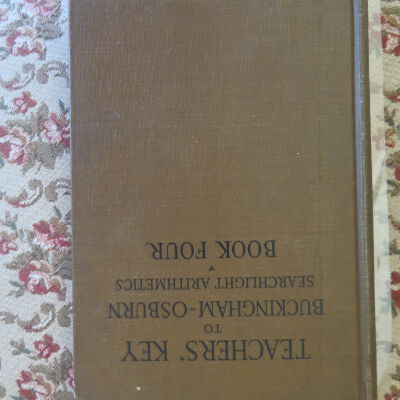 TEACHERS' KEY
TO
BUCKINGHAM-OSBURN
SEARCHLIGHT ARITHMETICS
BOOK FOUR